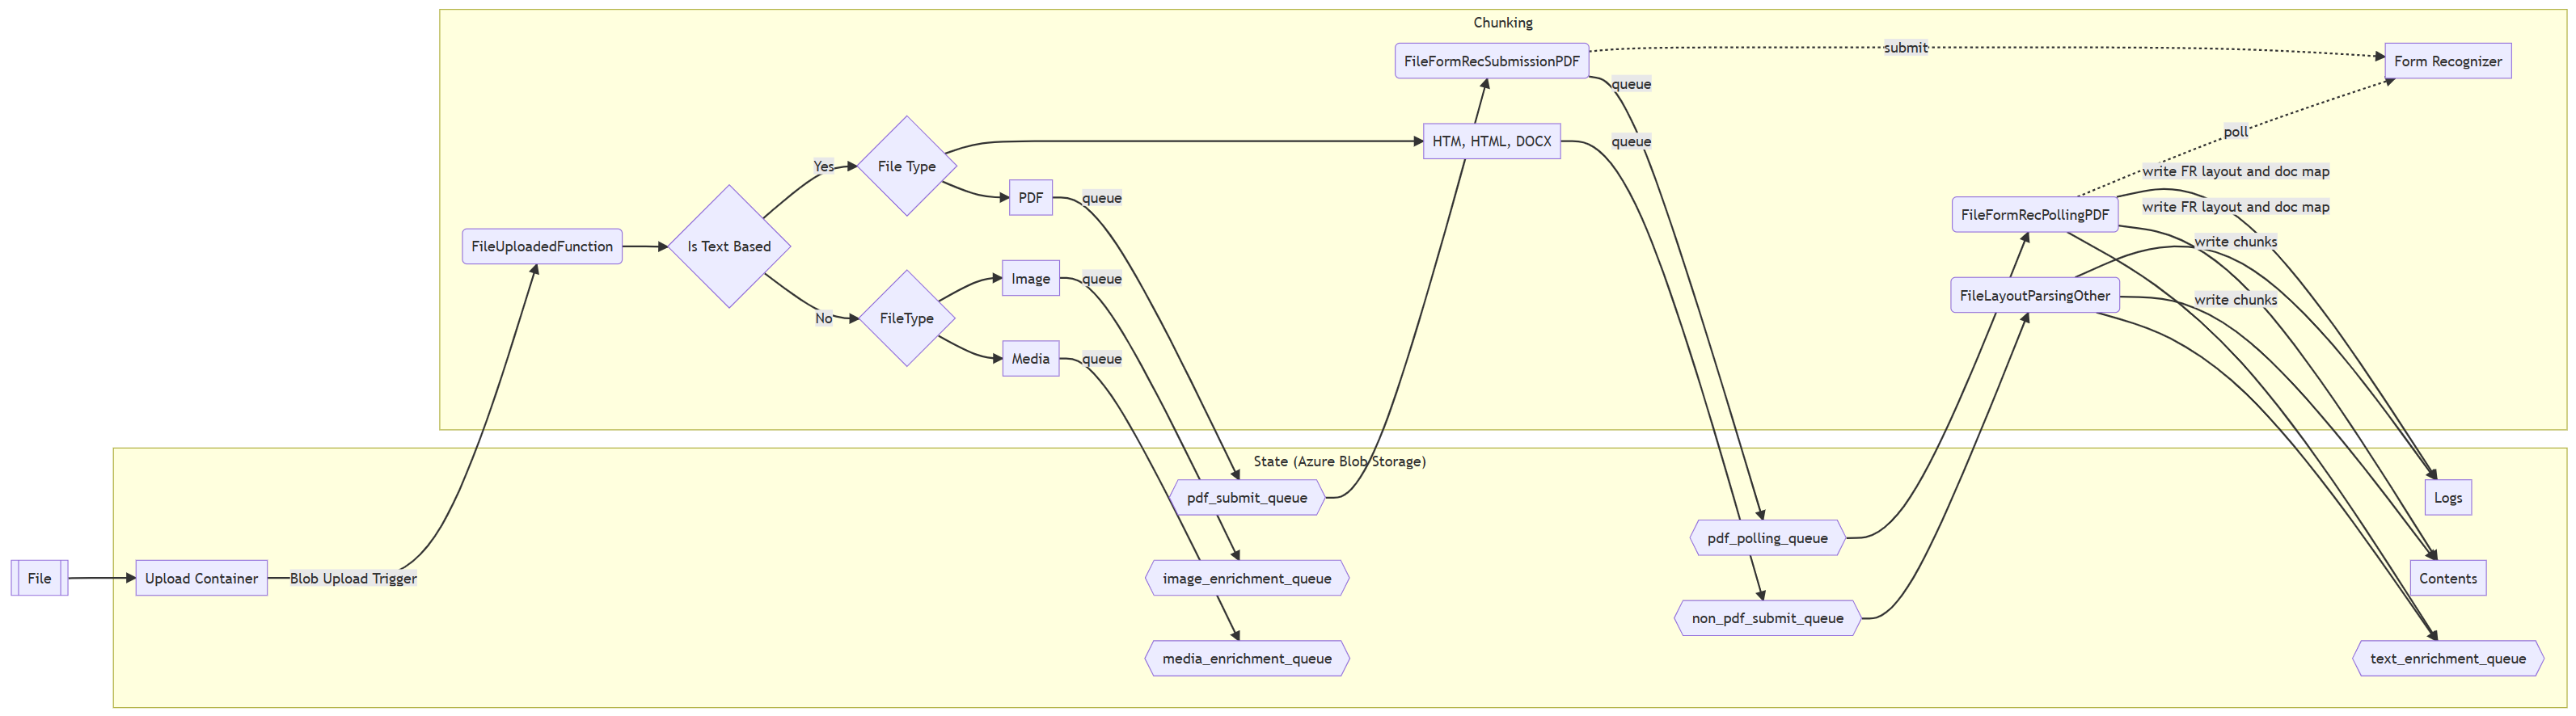 Chunking
FileFormRecSubmissionPDF
submit
Form Recognizer
queue
HTM, HTML, DOCX
queue
poll
Yes
File Type
PDF
queue
write FR layout and doc map
FileFormRecPollingPDF
write FR layout and doc map
FileUploadedFunction
Is Text Based
write chunks
Image
queue
FileLayoutParsingOther
write chunks
No
FileType
Media
queue
State (Azure Blob Storage)
pdf_submit_queue
Logs
pdf_polling_queue
File
Upload Container
Blob Upload Trigger
image_enrichment_queue
Contents
non_pdf_submit_queue
media_enrichment_queue
text_enrichment_queue